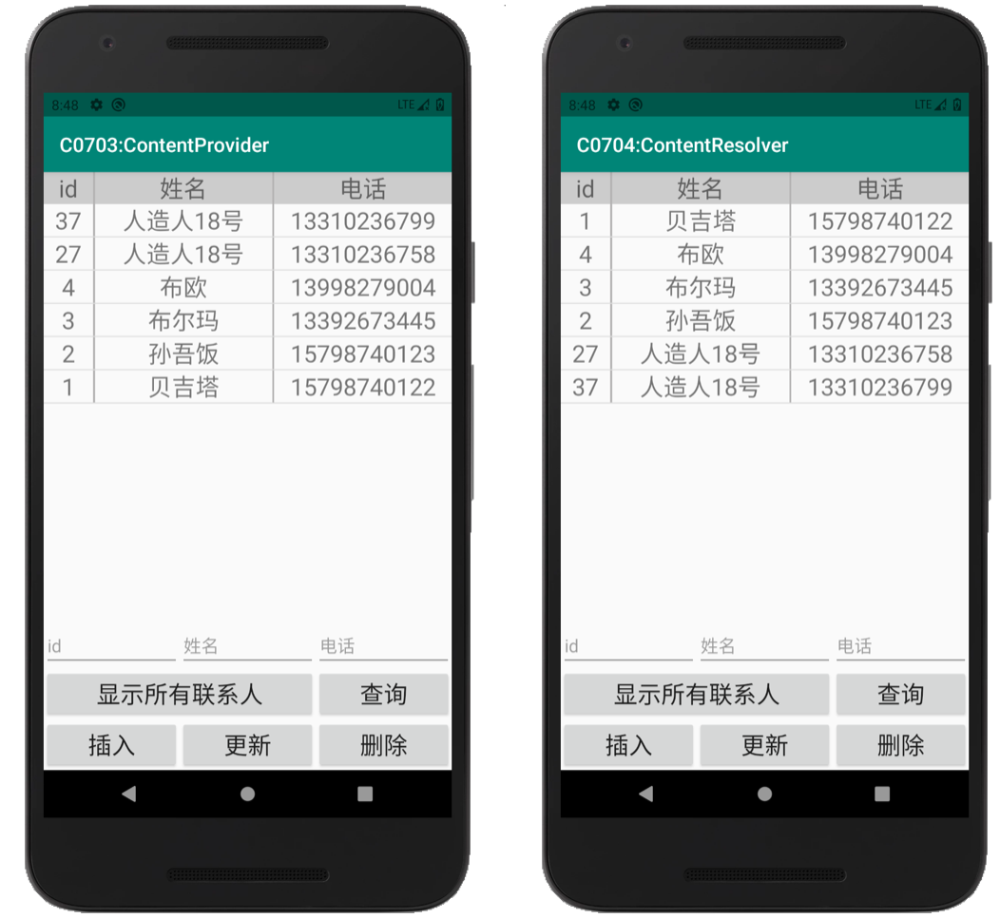 8:48 LTE
C0703:ContentProvider
id 姓名 电话
37 人造人18号 13310236799
27 人造人18号 13310236758
4 布欧 13998279004
3 布尔玛 13392673445
2 孙吾饭 15798740123
1 贝吉塔 15798740122
id 姓名 电话
显示所有联系人 查询
插入 更新 删除
8:48 LTE
C0704:ContentResolver
id 姓名 电话
1 贝吉塔 15798740122
4 布欧 13998279004
3 布尔玛 13392673445
2 孙吾饭 15798740123
27 人造人18号 13310236758
37 人造人18号 13310236799
id 姓名 电话
显示所有联系人 查询
插入 更新 删除